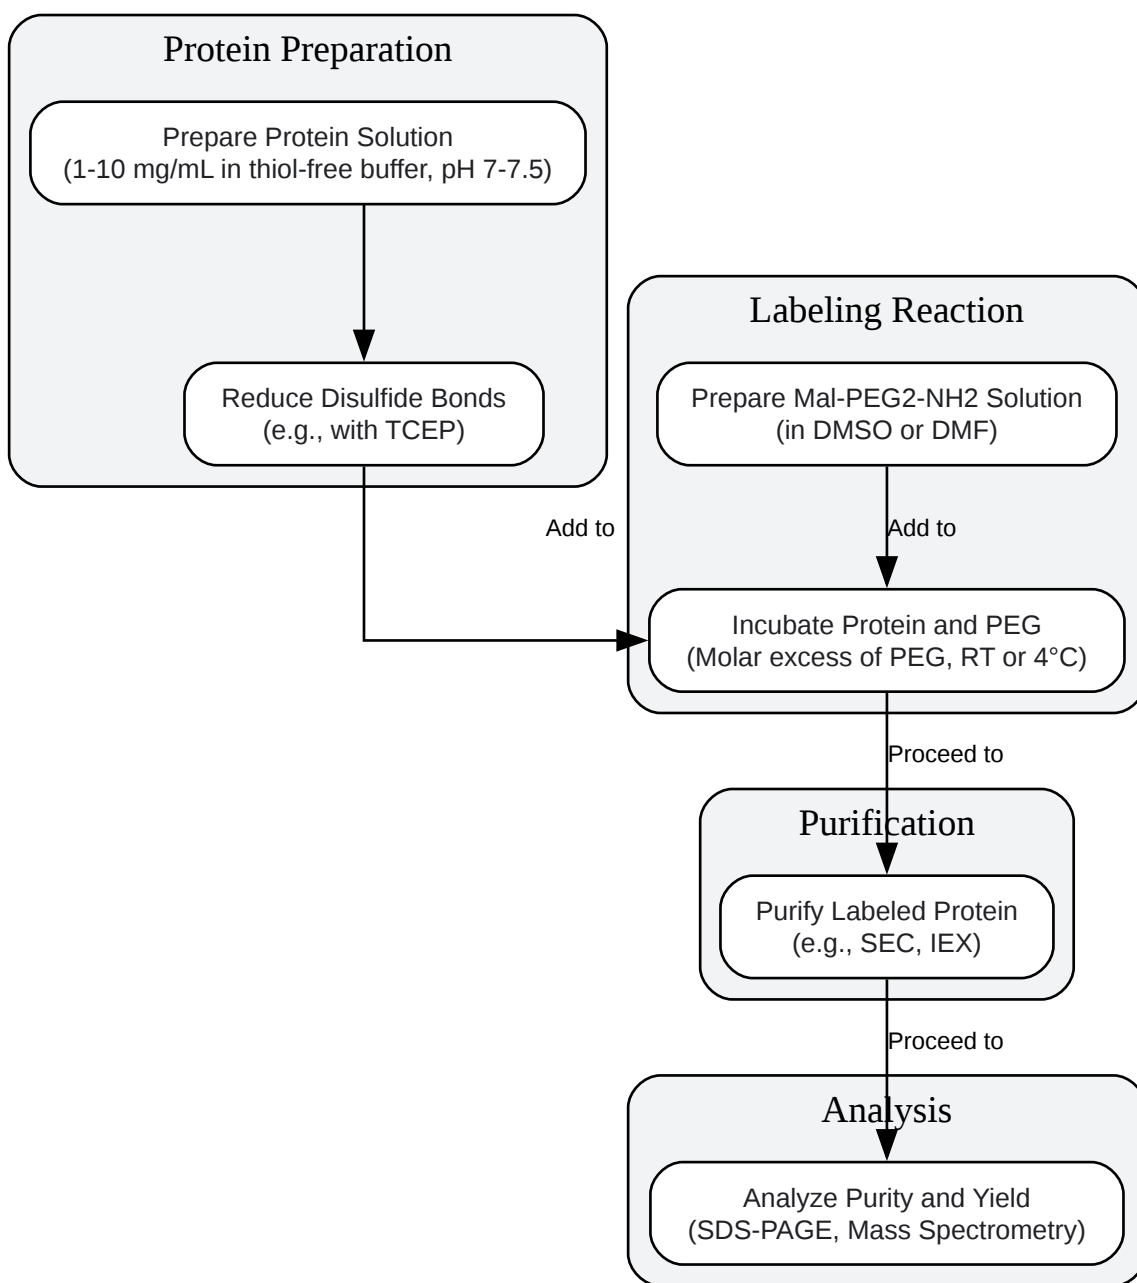 Protein Preparation
Prepare Protein Solution
(1-10 mg/mL in thiol-free buffer, pH 7-7.5)
Reduce Disulfide Bonds
(e.g., with TCEP)
Add to
Labeling Reaction
Prepare Mal-PEG2-NH2 Solution
(in DMSO or DMF)
Add to
Incubate Protein and PEG
(Molar excess of PEG, RT or 4°C)
Proceed to
Purification
Purify Labeled Protein
(e.g., SEC, IEX)
Proceed to
Analysis
Analyze Purity and Yield
(SDS-PAGE, Mass Spectrometry)